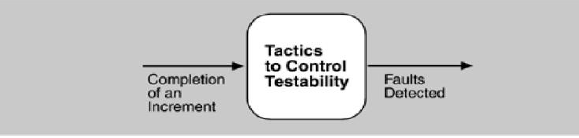 Completion
of an
Increment
Tactics
to Control
Testability
Faults
Detected